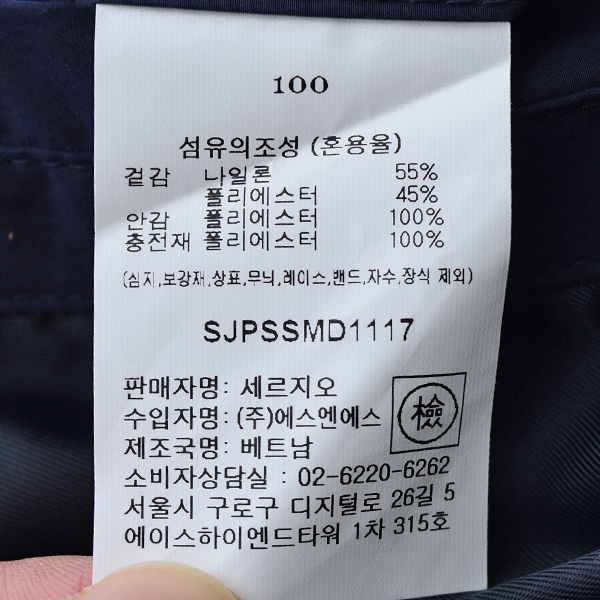 100
섬유의조성 (혼용율)
겉감 나일론 55%
폴리에스터 45%
안감 폴리에스터 100%
충전재 폴리에스터 100%
(심지,보강재,상표,무늬,레이스,밴드,자수,장식 제외)
SJPSSMD1117
판매자명: 세르지오
수입자명: (주)에스엔에스
제조국명: 베트남
檢
소비자상담실 : 02-6220-6262
서울시 구로구 디지털로 26길 5
에이스하이엔드타워 1차 315호